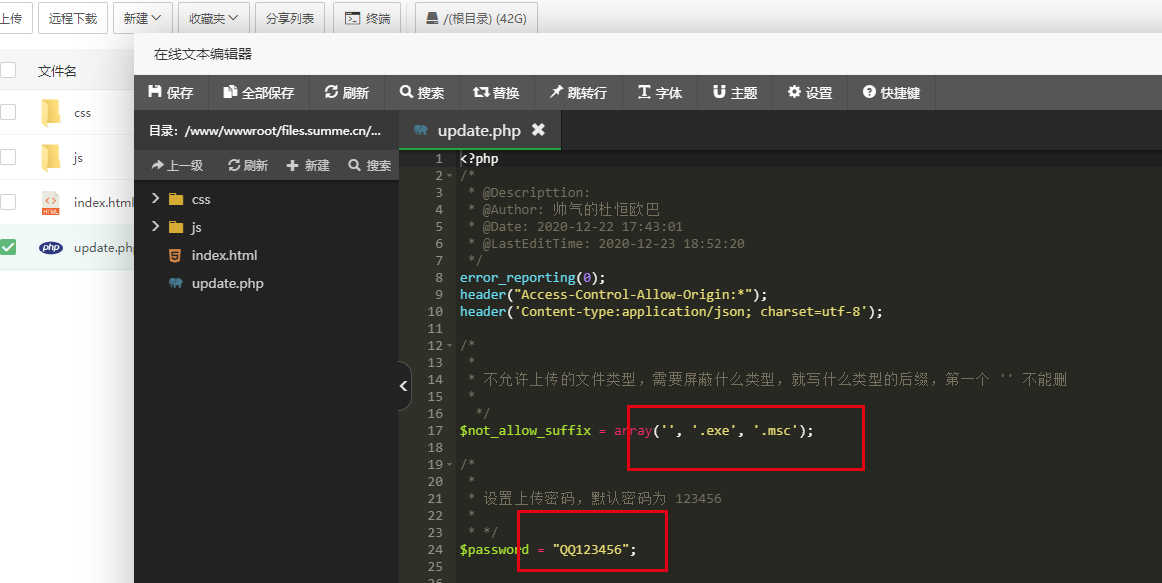 上传 远程下载 新建 收藏夹 分享列表 终端 /(根目录) (42G)
在线文本编辑器
文件名
css
js
index.html
update.php
保存 全部保存 刷新 搜索 替换 跳转行 字体 主题 设置 快捷键
目录: /www/wwwroot/files.summe.cn/...
上一级 刷新 新建 搜索
css
js
index.html
update.php
update.php
1 <?php
2 /*
3 * @Descripttion:
4 * @Author: 帅气的杜恒欧巴
5 * @Date: 2020-12-22 17:43:01
6 * @LastEditTime: 2020-12-23 18:52:20
7 */
8 error_reporting(0);
9 header("Access-Control-Allow-Origin:*");
10 header('Content-type:application/json; charset=utf-8');
11
12 /*
13 *
14 * 不允许上传的文件类型，需要屏蔽什么类型，就写什么类型的后缀，第一个 '' 不能删
15 *
16 */
17 $not_allow_suffix = array('', '.exe', '.msc');
18
19 /*
20 *
21 * 设置上传密码，默认密码为 123456
22 *
23 * */
24 $password = "QQ123456";
25